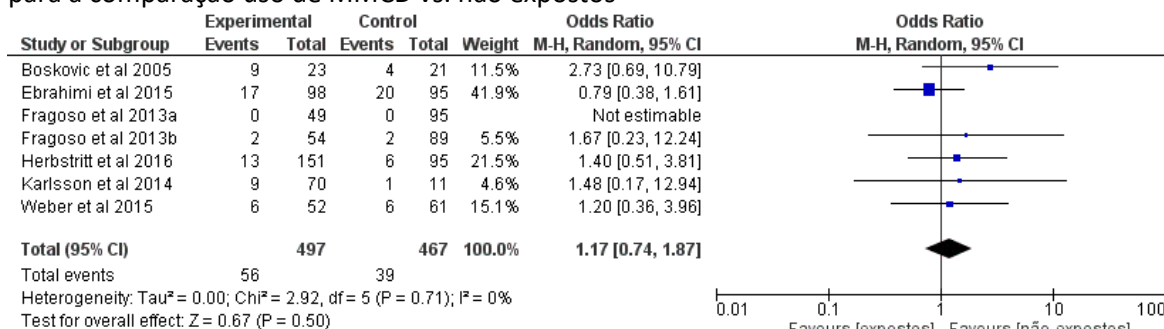 para a comparação uso de MMCD vs. não expostos
Experimental Control Odds Ratio Odds Ratio
Study or Subgroup Events Total Events Total Weight M-H, Random, 95% CI M-H, Random, 95% CI
Boskovic et al 2005 9 23 4 21 11.5% 2.73 [0.69, 10.79]
Ebrahimi et al 2015 17 98 20 95 41.9% 0.79 [0.38, 1.61]
Fragoso et al 2013a 0 49 0 95 Not estimable
Fragoso et al 2013b 2 54 2 89 5.5% 1.67 [0.23, 12.24]
Herbstritt et al 2016 13 151 6 95 21.5% 1.40 [0.51, 3.81]
Karlsson et al 2014 9 70 1 11 4.6% 1.48 [0.17, 12.94]
Weber et al 2015 6 52 6 61 15.1% 1.20 [0.36, 3.96]
Total (95% CI) 497 467 100.0% 1.17 [0.74, 1.87]
Total events 56 39
Heterogeneity: Tau² = 0.00; Chi² = 2.92, df = 5 (P = 0.71); I² = 0%
Test for overall effect: Z = 0.67 (P = 0.50)
0.01 0.1 1 10 100
Favours [expostos] Favours [não expostos]